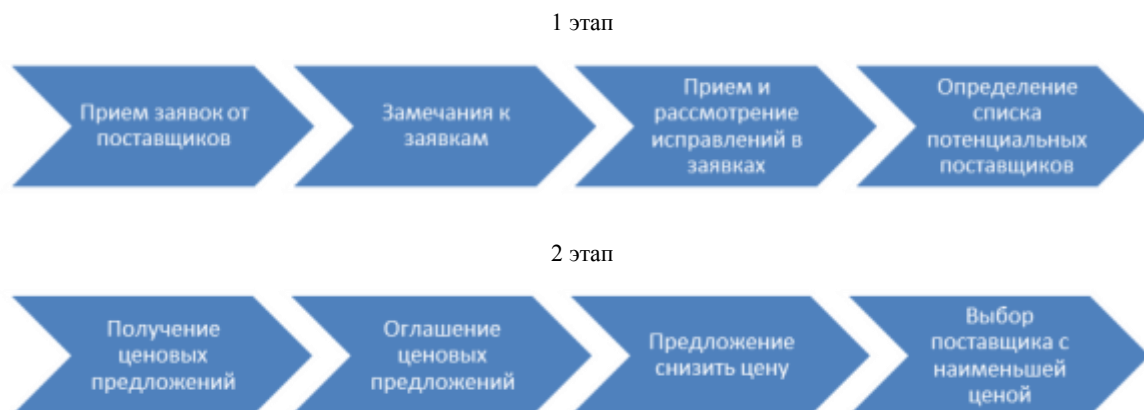 1 этап
Прием заявок от
поставщиков
Замечания к
заявкам
Прием и
рассмотрение
исправлений в
заявках
Определение
списка
потенциальных
поставщиков
2 этап
Получение
ценовых
предложений
Оглашение
ценовых
предложений
Предложение
снизить цену
Выбор
поставщика с
наименьшей
ценой